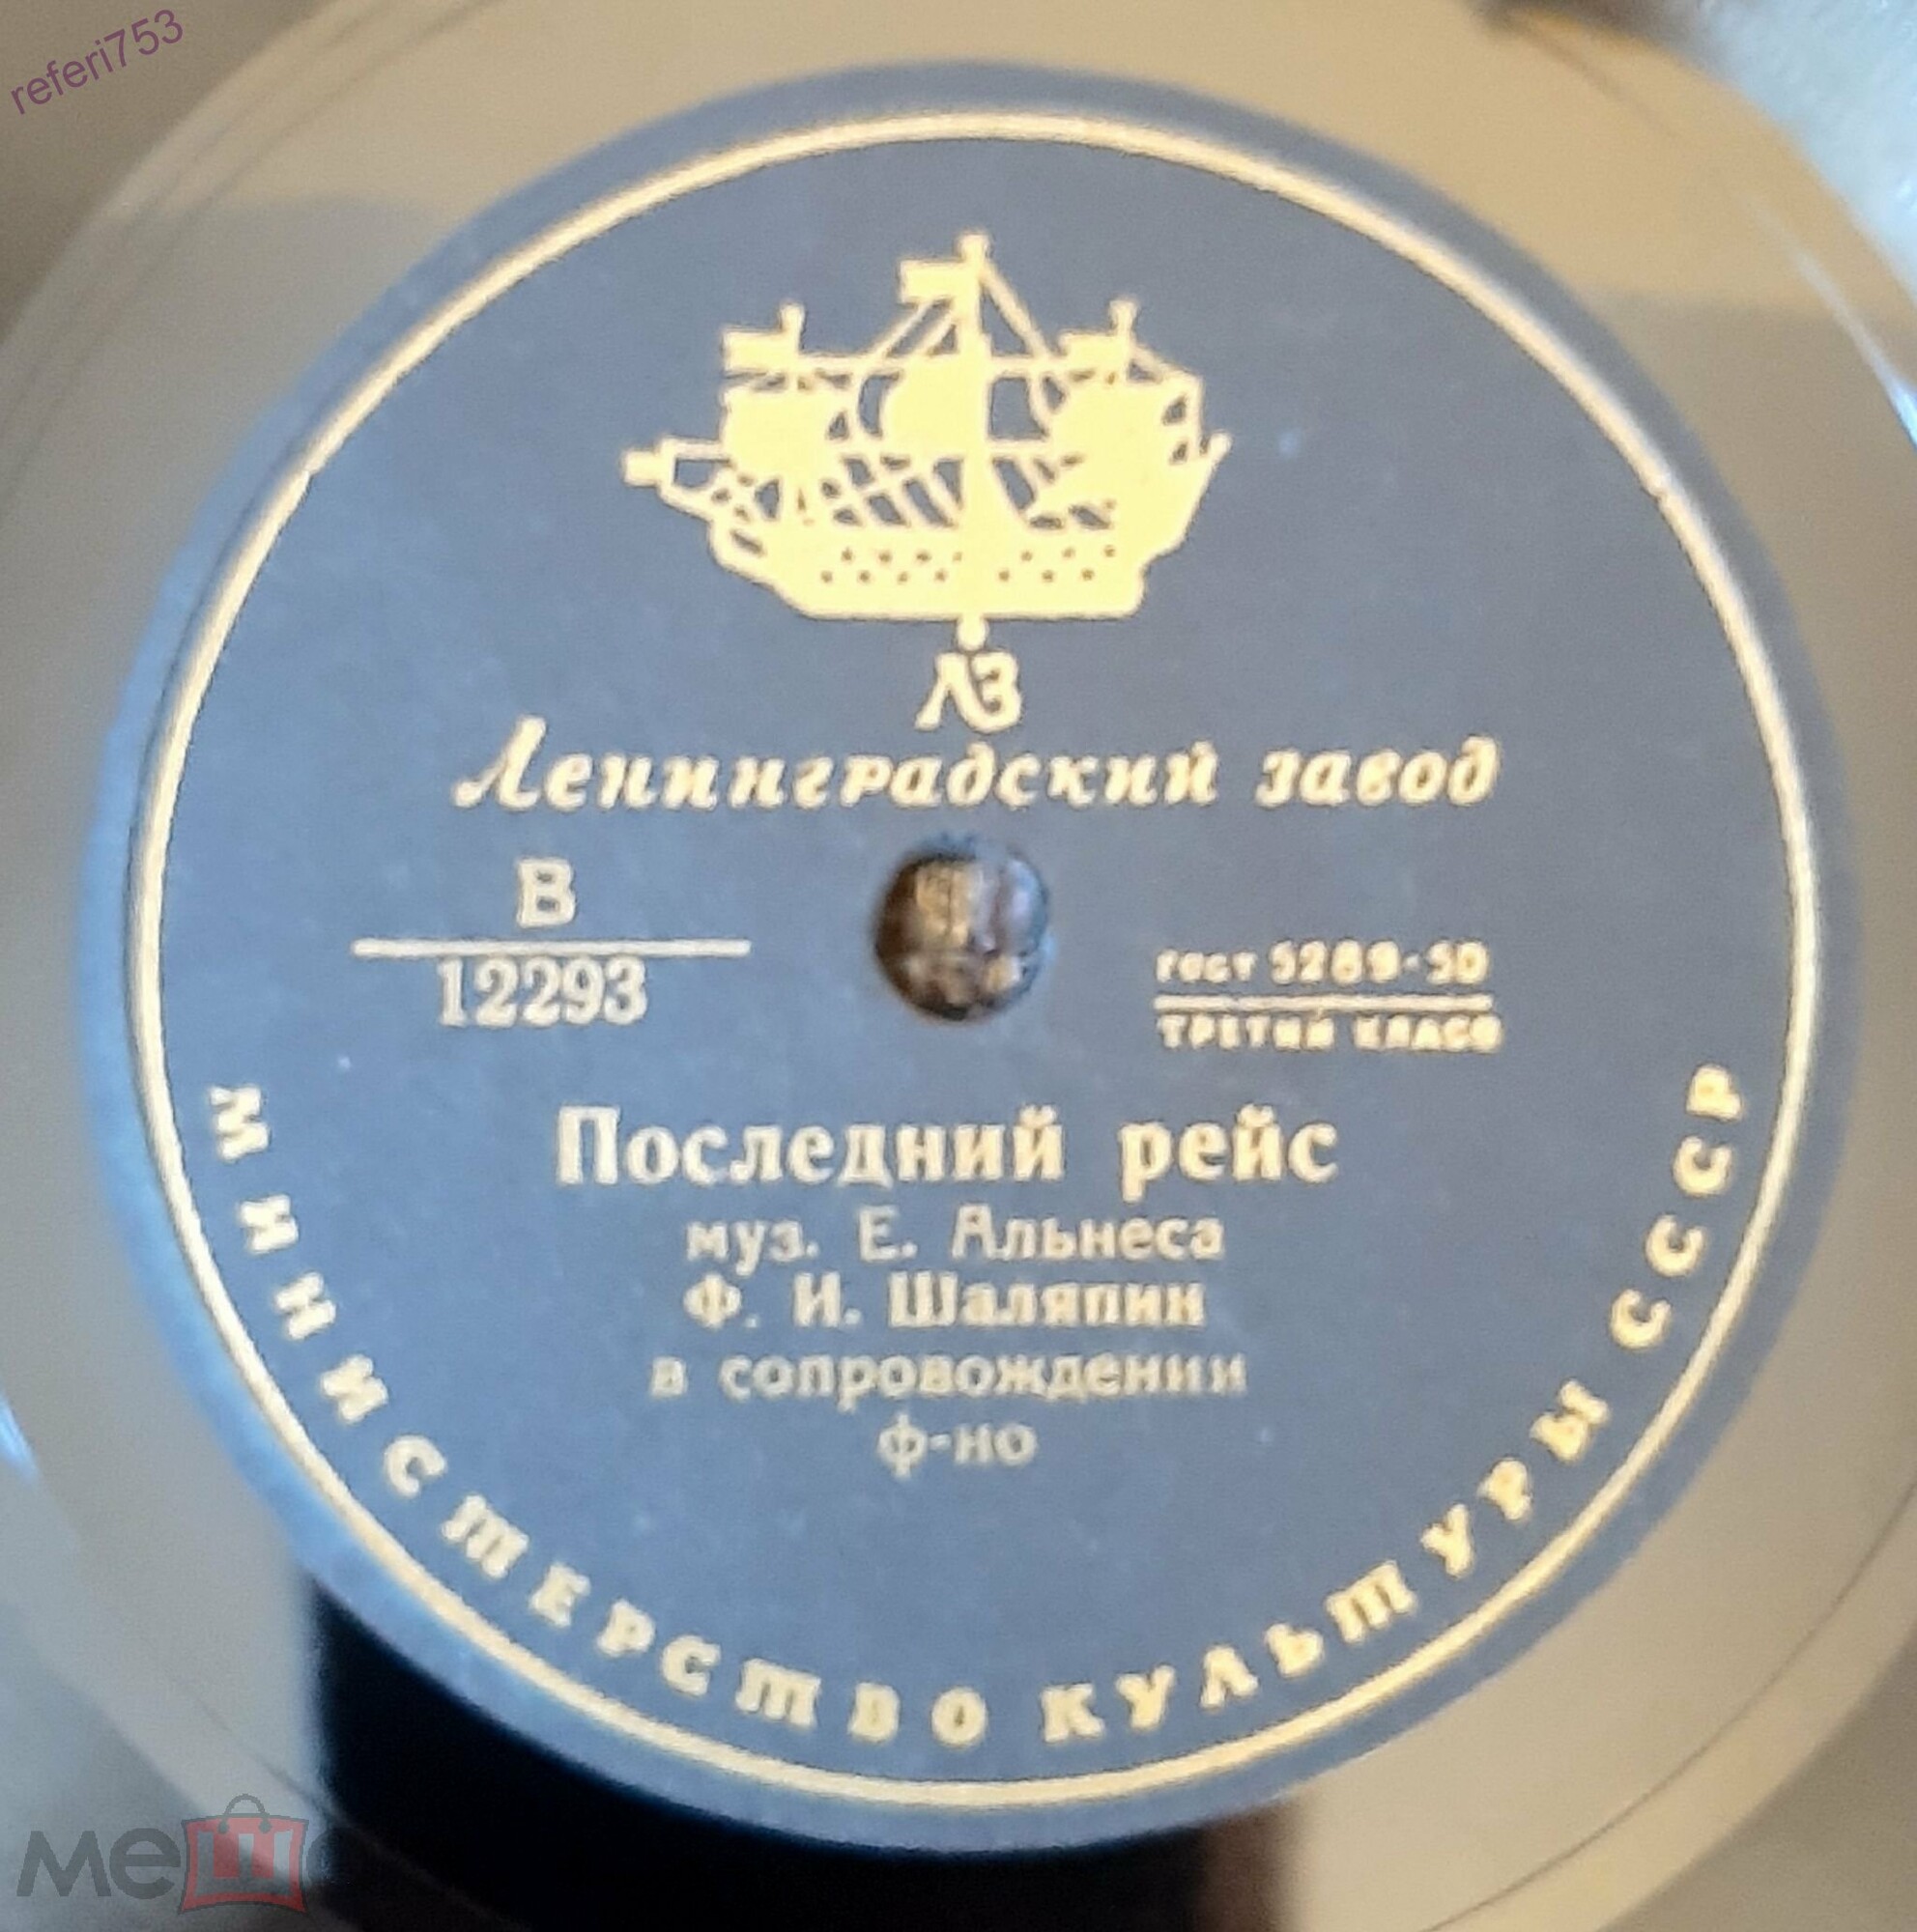 referi753
ЛЗ
Ленинградский завод
В
12293
гост 5289-50
ТРЕТИЙ КЛАСС
Последний рейс
муз. Е. Альнеса
Ф. И. Шаляпин
в сопровождении
ф-но
МИНИСТЕРСТВО КУЛЬТУРЫ СССР
меш